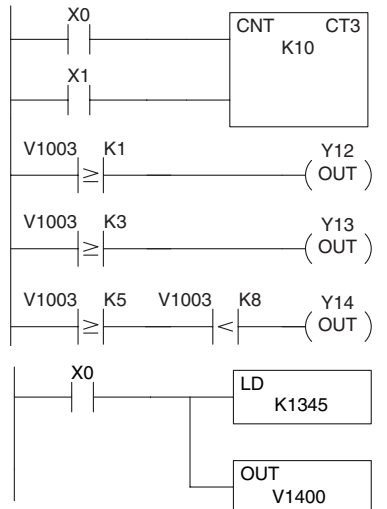 X0
CNT CT3
K10
X1
V1003 K1 Y12
≥ OUT
V1003 K3 Y13
≥ OUT
V1003 K5 V1003 K8 Y14
≥ < OUT
X0
LD
K1345
OUT
V1400